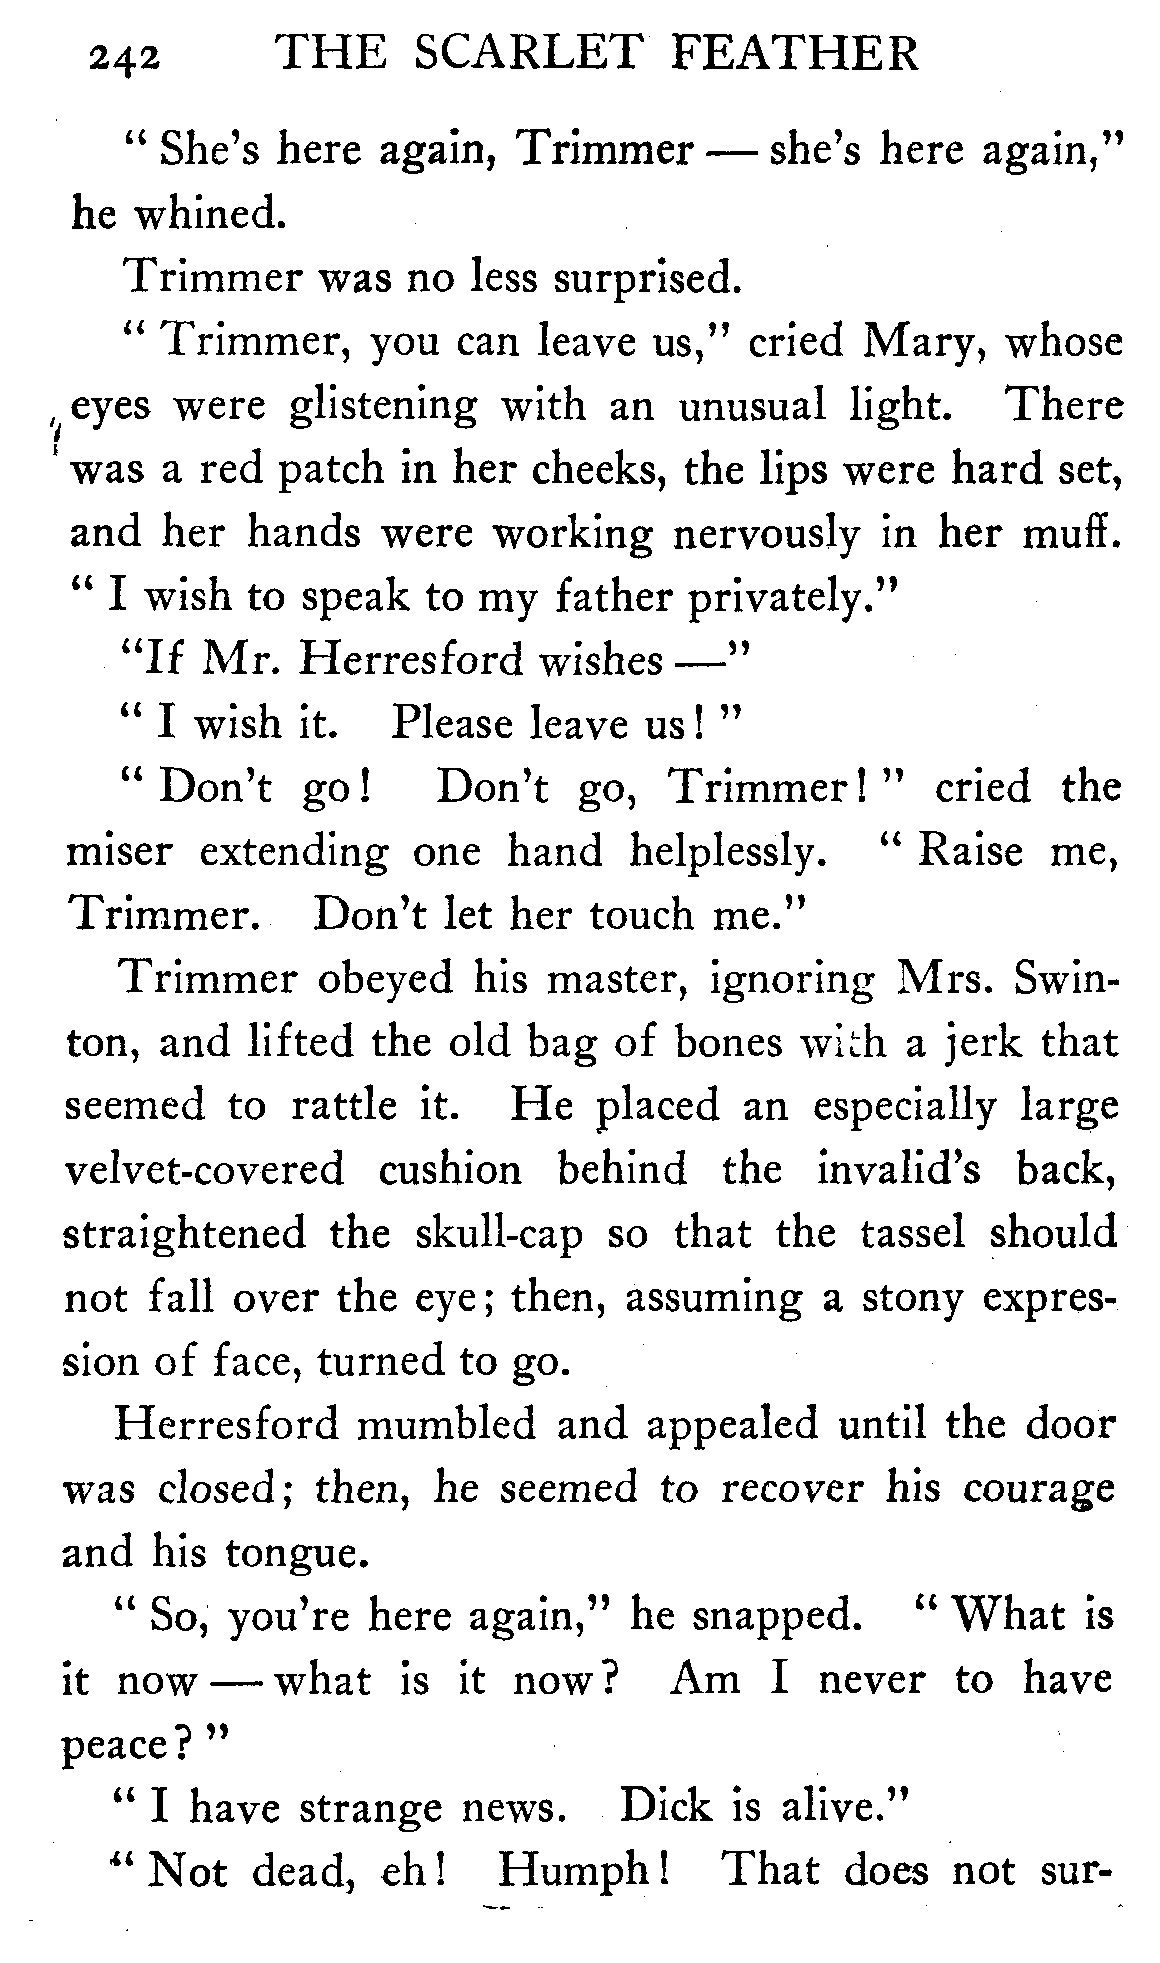 242 THE SCARLET FEATHER
" She's here again, Trimmer — she's here again,"
he whined.
Trimmer was no less surprised.
" Trimmer, you can leave us," cried Mary, whose
eyes were glistening with an unusual light. There
was a red patch in her cheeks, the lips were hard set,
and her hands were working nervously in her muff.
" I wish to speak to my father privately."
"If Mr. Herresford wishes —"
" I wish it. Please leave us! "
" Don't go! Don't go, Trimmer! " cried the
miser extending one hand helplessly. " Raise me,
Trimmer. Don't let her touch me."
Trimmer obeyed his master, ignoring Mrs. Swin-
ton, and lifted the old bag of bones with a jerk that
seemed to rattle it. He placed an especially large
velvet-covered cushion behind the invalid's back,
straightened the skull-cap so that the tassel should
not fall over the eye; then, assuming a stony expres-
sion of face, turned to go.
Herresford mumbled and appealed until the door
was closed; then, he seemed to recover his courage
and his tongue.
" So, you're here again," he snapped. " What is
it now — what is it now? Am I never to have
peace? "
" I have strange news. Dick is alive."
" Not dead, eh! Humph! That does not sur-